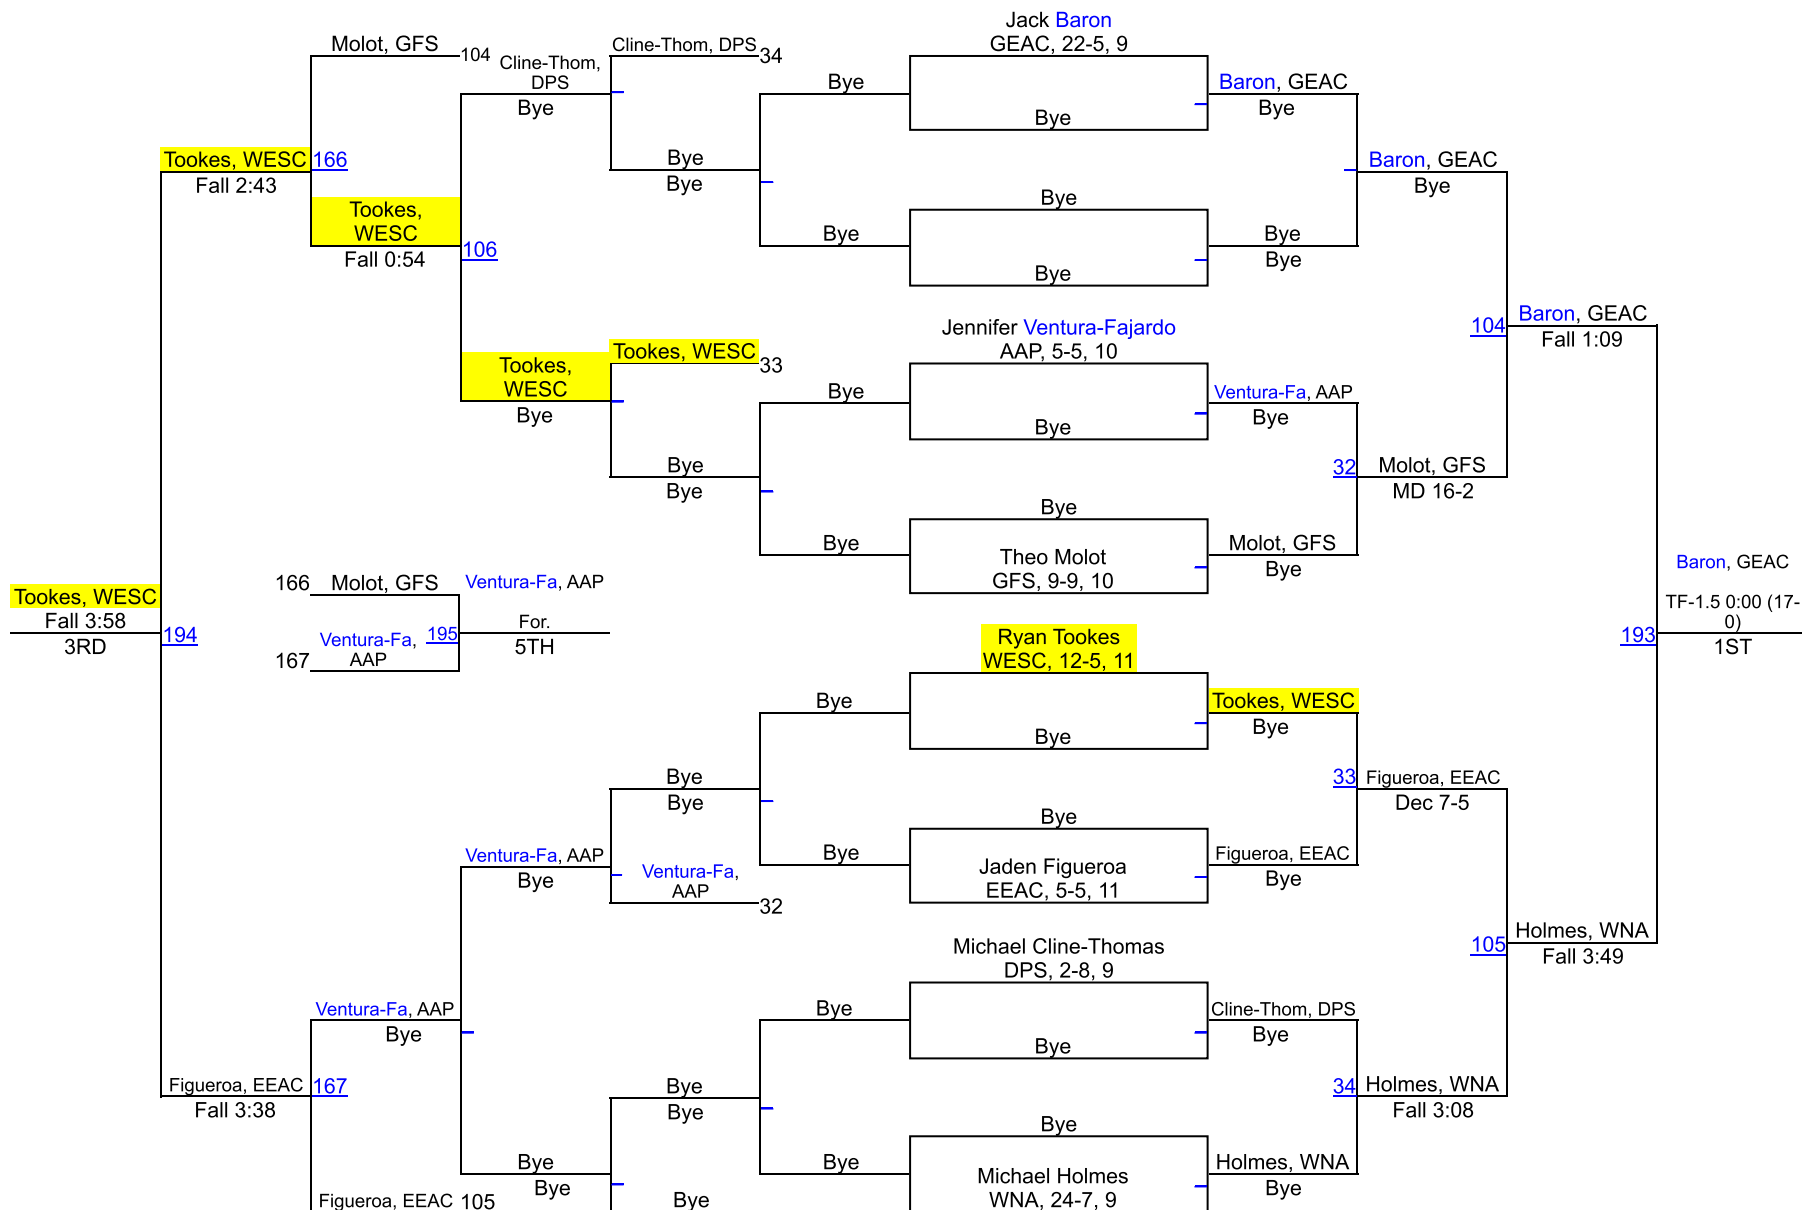 Jack Baron
GEAC, 22-5, 9
Molot, GFS
104
Cline-Thom,
DPS
Bye
Cline-Thom, DPS
34
Bye
Bye
Baron, GEAC
Bye
Tookes, WESC
166
Fall 2:43
Bye
Bye
Baron, GEAC
Bye
Tookes,
WESC
Fall 0:54
106
Bye
Bye
Bye
Bye
Bye
Baron, GEAC
Fall 1:09
104
Jennifer Ventura-Fajardo
AAP, 5-5, 10
Tookes,
WESC
Bye
Tookes, WESC
33
Bye
Bye
Ventura-Fa, AAP
Bye
Bye
Bye
32
Molot, GFS
MD 16-2
Bye
Bye
Theo Molot
GFS, 9-9, 10
Molot, GFS
Bye
Tookes, WESC
Fall 3:58
3RD
194
166
Molot, GFS
Ventura-Fa, AAP
167
Ventura-Fa,
AAP
195
For.
5TH
Baron, GEAC
TF-1.5 0:00 (17-
0)
193
1ST
Ryan Tookes
WESC, 12-5, 11
Bye
Bye
Tookes, WESC
Bye
Bye
Bye
33
Figueroa, EEAC
Dec 7-5
Ventura-Fa, AAP
Bye
Ventura-Fa,
AAP
32
Bye
Bye
Jaden Figueroa
EEAC, 5-5, 11
Figueroa, EEAC
Bye
105
Holmes, WNA
Fall 3:49
Michael Cline-Thomas
DPS, 2-8, 9
Ventura-Fa, AAP
Bye
Bye
Bye
Cline-Thom, DPS
Bye
Figueroa, EEAC
167
Fall 3:38
Bye
Bye
34
Holmes, WNA
Fall 3:08
Bye
Bye
Bye
Bye
Bye
Michael Holmes
WNA, 24-7, 9
Holmes, WNA
Bye
Figueroa, EEAC
105
Bye